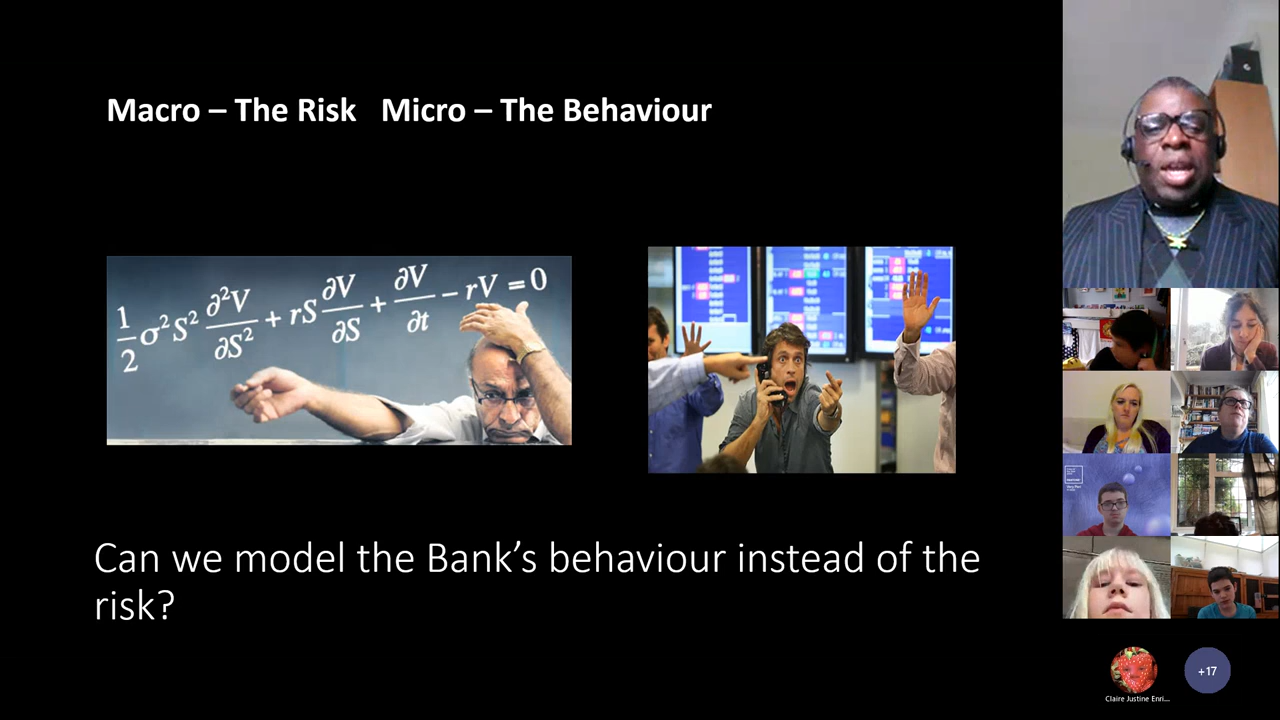 Macro – The Risk   Micro – The Behaviour
½σ²S² ∂²V/∂S² + rS ∂V/∂S + ∂V/∂t − rV = 0
Can we model the Bank’s behaviour instead of the
risk?
Claire Justine Enri...
+17